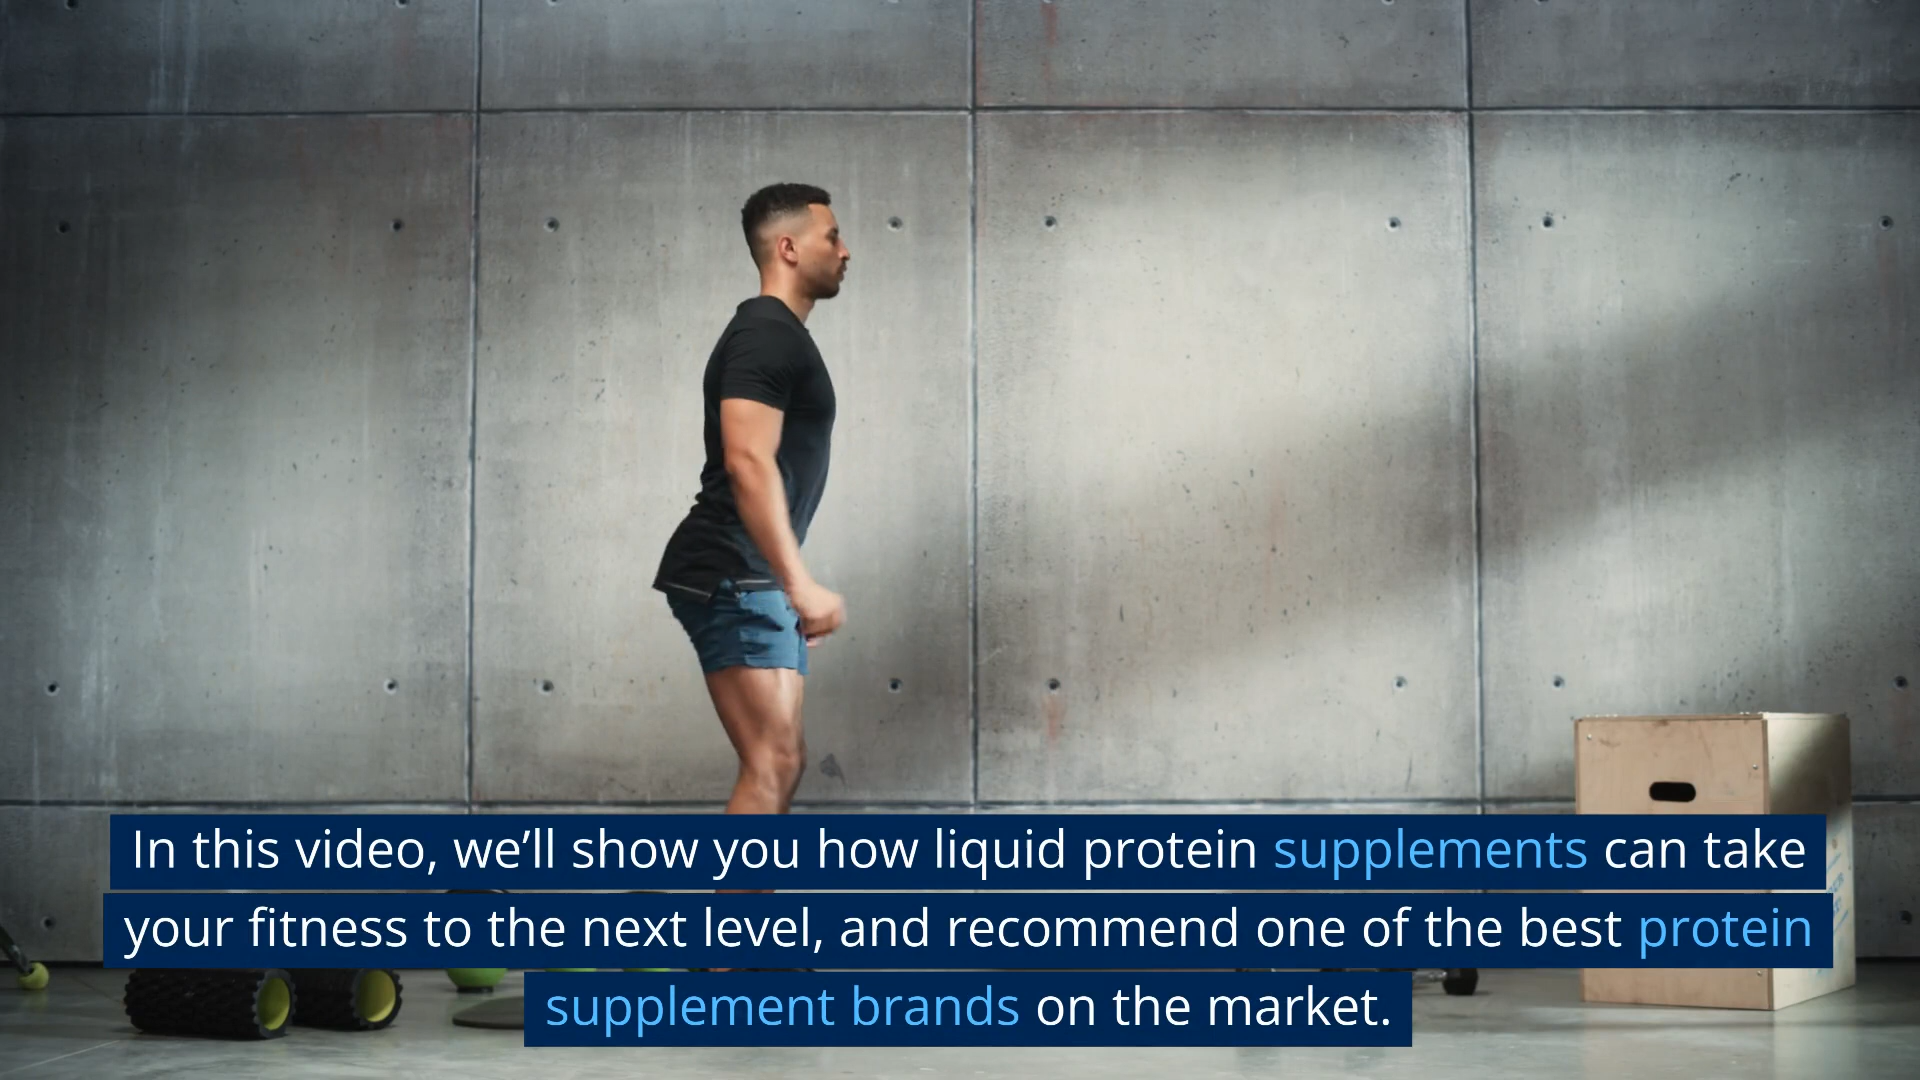 In this video, we’ll show you how liquid protein supplements can take
your fitness to the next level, and recommend one of the best protein
supplement brands on the market.